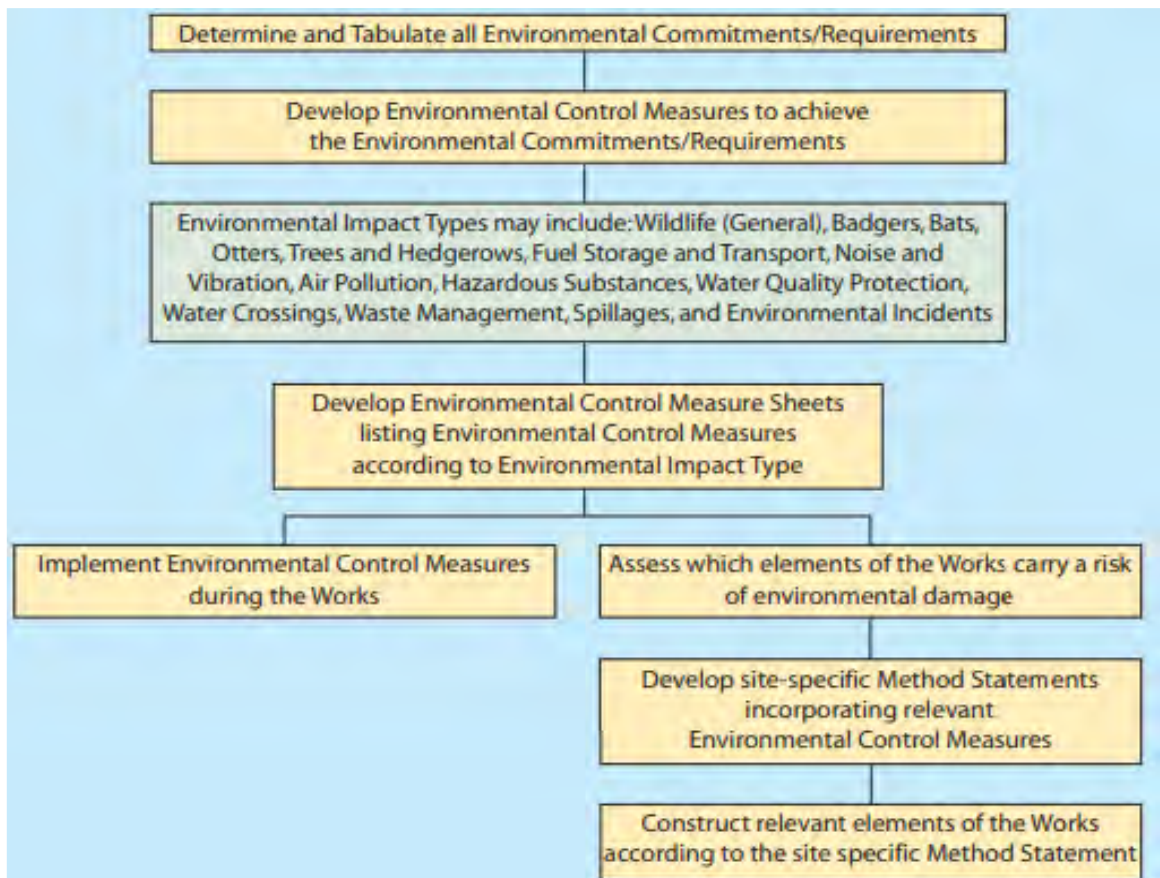 Determine and Tabulate all Environmental Commitments/Requirements
Develop Environmental Control Measures to achieve
the Environmental Commitments/Requirements
Environmental Impact Types may include: Wildlife (General), Badgers, Bats,
Otters, Trees and Hedgerows, Fuel Storage and Transport, Noise and
Vibration, Air Pollution, Hazardous Substances, Water Quality Protection,
Water Crossings, Waste Management, Spillages, and Environmental Incidents
Develop Environmental Control Measure Sheets
listing Environmental Control Measures
according to Environmental Impact Type
Implement Environmental Control Measures
during the Works
Assess which elements of the Works carry a risk
of environmental damage
Develop site-specific Method Statements
incorporating relevant
Environmental Control Measures
Construct relevant elements of the Works
according to the site specific Method Statement